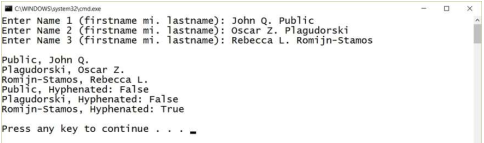 C:\WINDOWS\system32\cmd.exe
Enter Name 1 (firstname mi. lastname): John Q. Public
Enter Name 2 (firstname mi. lastname): Oscar Z. Plagudorski
Enter Name 3 (firstname mi. lastname): Rebecca L. Romijn-Stamos
Public, John Q.
Plagudorski, Oscar Z.
Romijn-Stamos, Rebecca L.
Public, Hyphenated: False
Plagudorski, Hyphenated: False
Romijn-Stamos, Hyphenated: True
Press any key to continue . . .